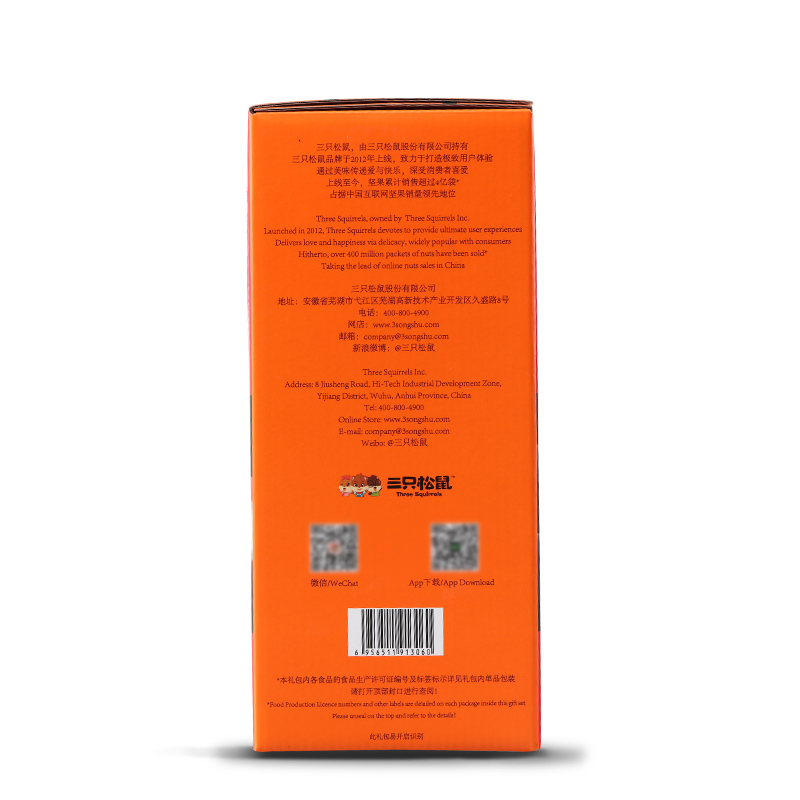 三只松鼠，由三只松鼠股份有限公司持有
三只松鼠品牌于2012年上线，致力于打造极致用户体验
通过美味传递爱与快乐，深受消费者喜爱
上线至今，坚果累计销售超过4亿袋*
占据中国互联网坚果销量领先地位
Three Squirrels, owned by Three Squirrels Inc.
Launched in 2012, Three Squirrels devotes to provide ultimate user experiences
Delivers love and happiness via delicacy, widely popular with consumers
Hitherto, over 400 million packets of nuts have been sold*
Taking the lead of online nuts sales in China
三只松鼠股份有限公司
地址：安徽省芜湖市弋江区芜湖高新技术产业开发区久盛路8号
电话：400-800-4900
网店：www.3songshu.com
邮箱：company@3songshu.com
新浪微博：@三只松鼠
Three Squirrels Inc.
Address: 8 Jiusheng Road, Hi-Tech Industrial Development Zone,
Yijiang District, Wuhu, Anhui Province, China
Tel: 400-800-4900
Online Store: www.3songshu.com
E-mail: company@3songshu.com
Weibo: @三只松鼠
三只松鼠™
Three Squirrels
微信/WeChat
App下载/App Download
6 956511 913060
*本礼包内各食品的食品生产许可证编号及标签标示详见礼包内单品包装
请打开顶部封口进行查阅！
*Food Production Licence numbers and other labels are detailed on each package inside this gift set
Please unseal on the top and refer to the details!
此礼包易开启识别